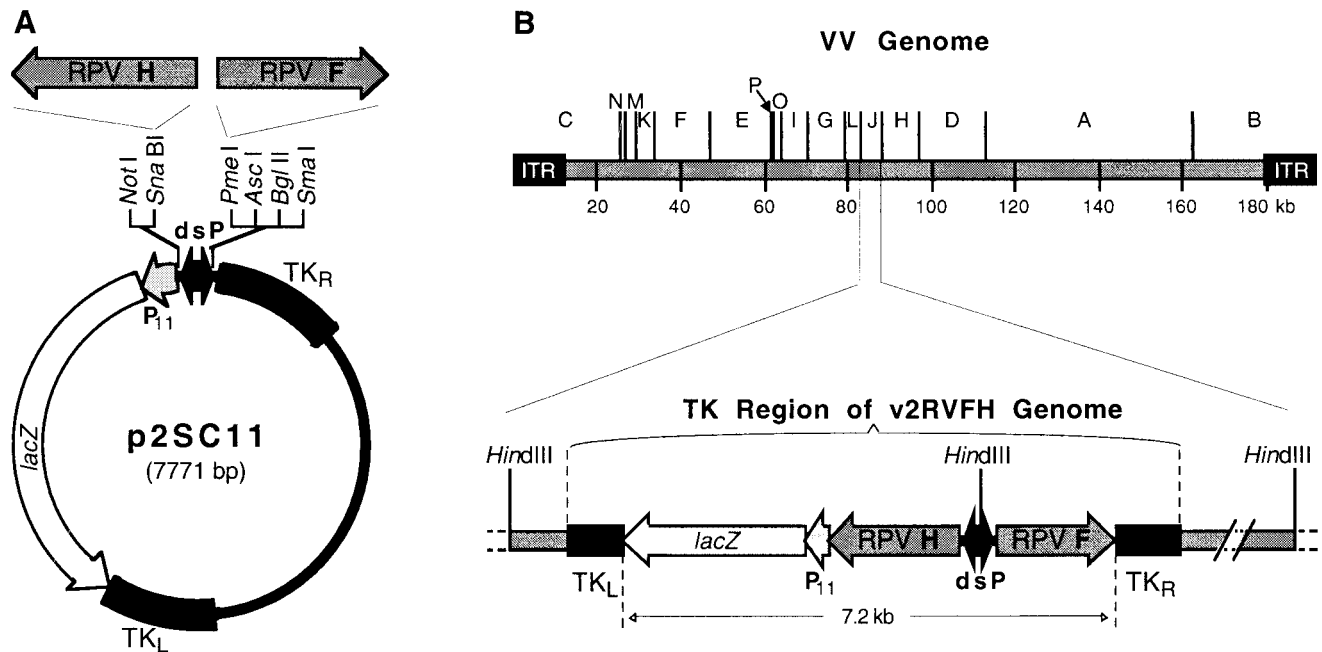 A
RPV H
RPV F
Not I
Sna BI
Pme I
Asc I
Bgl II
Sma I
d s P
TKR
P11
lacZ
p2SC11
(7771 bp)
TKL
B
VV Genome
P
N M O
C K F E I G L J H D A B
ITR ITR
20 40 60 80 100 120 140 160 180 kb
TK Region of v2RVFH Genome
HindIII HindIII HindIII
lacZ RPV H RPV F
TKL P11 d s P TKR
7.2 kb